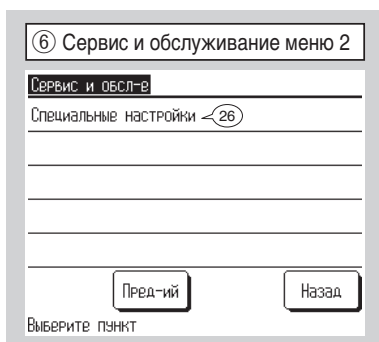 ⑥ Сервис и обслуживание меню 2
Сервис и обсл-е
Специальные настройки 26
Пред-ий Назад
Выберите пункт